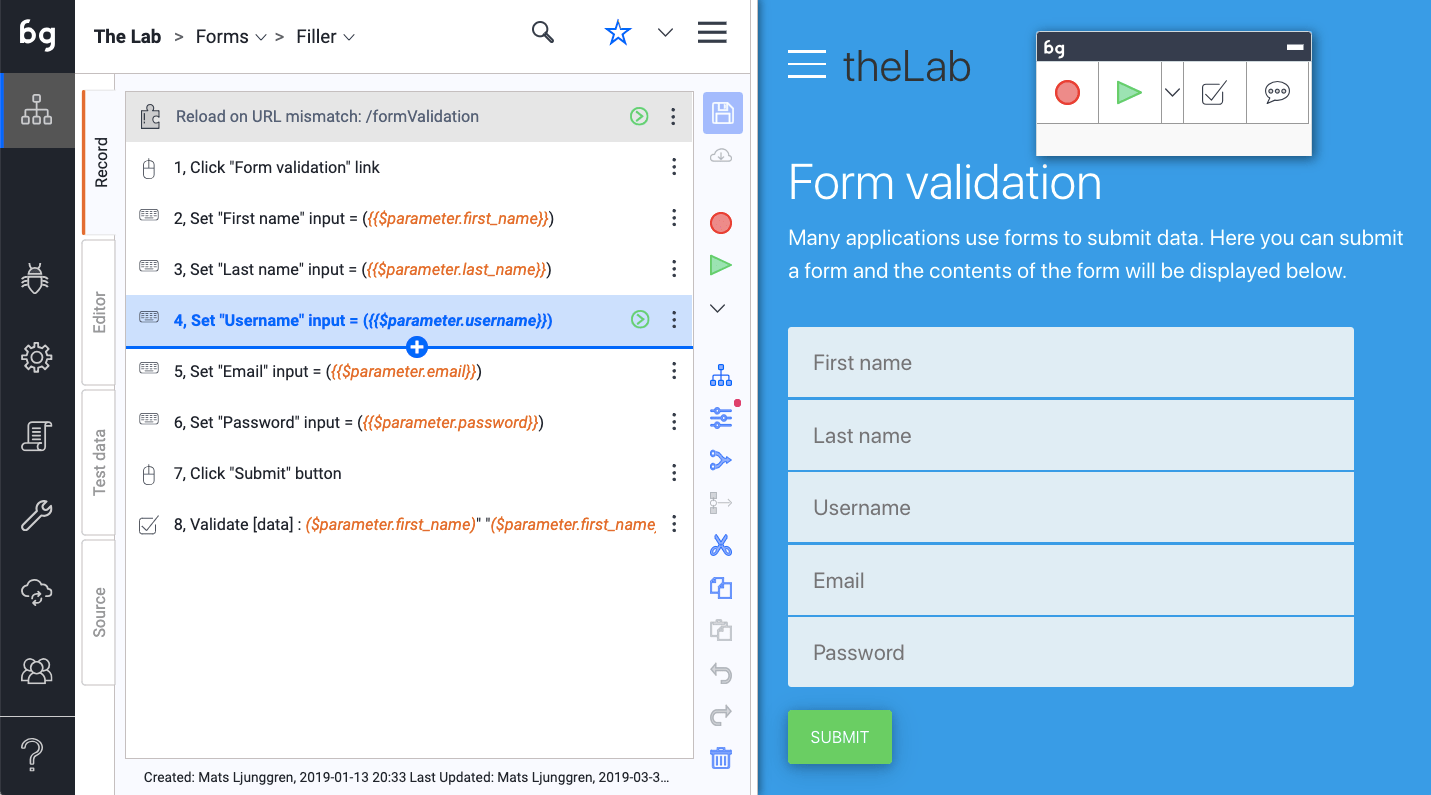 bg
The Lab > Forms > Filler
Record
Editor
Test data
Source
Reload on URL mismatch: /formValidation
1, Click "Form validation" link
2, Set "First name" input = ({{$parameter.first_name}})
3, Set "Last name" input = ({{$parameter.last_name}})
4, Set "Username" input = ({{$parameter.username}})
5, Set "Email" input = ({{$parameter.email}})
6, Set "Password" input = ({{$parameter.password}})
7, Click "Submit" button
8, Validate [data] : ($parameter.first_name)" "($parameter.first_name
Created: Mats Ljunggren, 2019-01-13 20:33 Last Updated: Mats Ljunggren, 2019-03-3...
theLab
bg
Form validation
Many applications use forms to submit data. Here you can submit
a form and the contents of the form will be displayed below.
First name
Last name
Username
Email
Password
SUBMIT